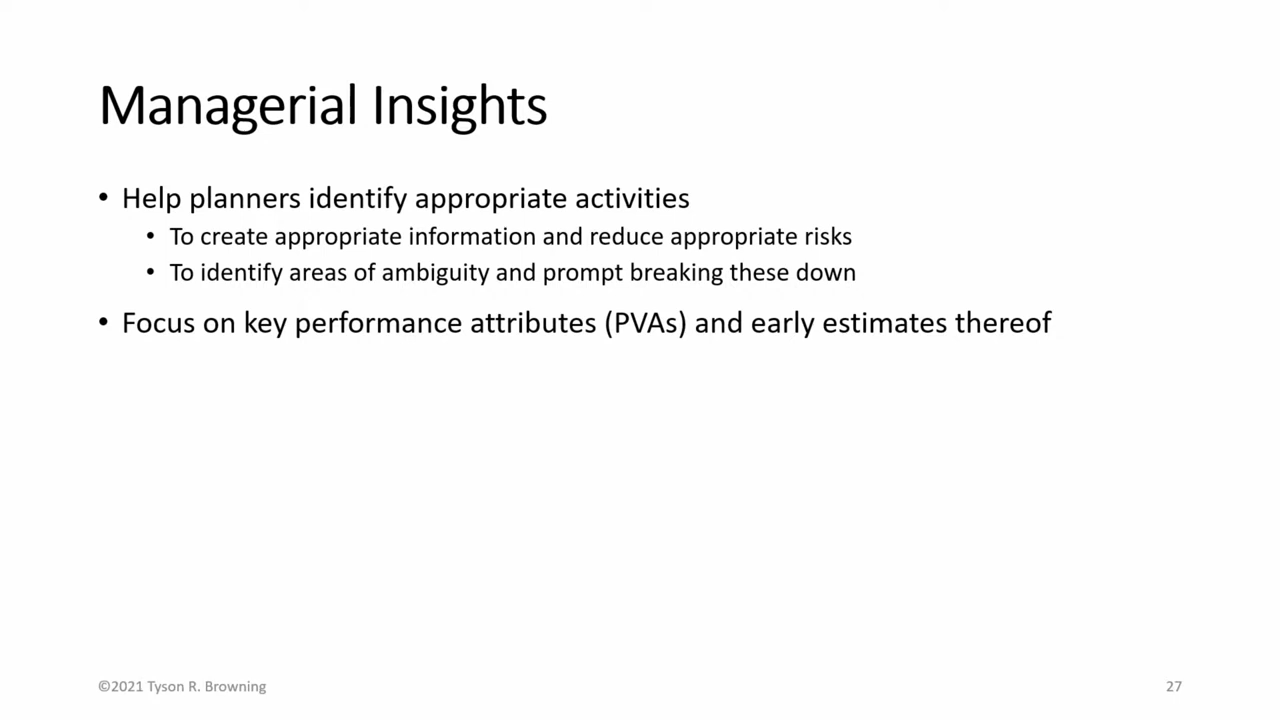 Managerial Insights
• Help planners identify appropriate activities
• To create appropriate information and reduce appropriate risks
• To identify areas of ambiguity and prompt breaking these down
• Focus on key performance attributes (PVAs) and early estimates thereof
©2021 Tyson R. Browning
27